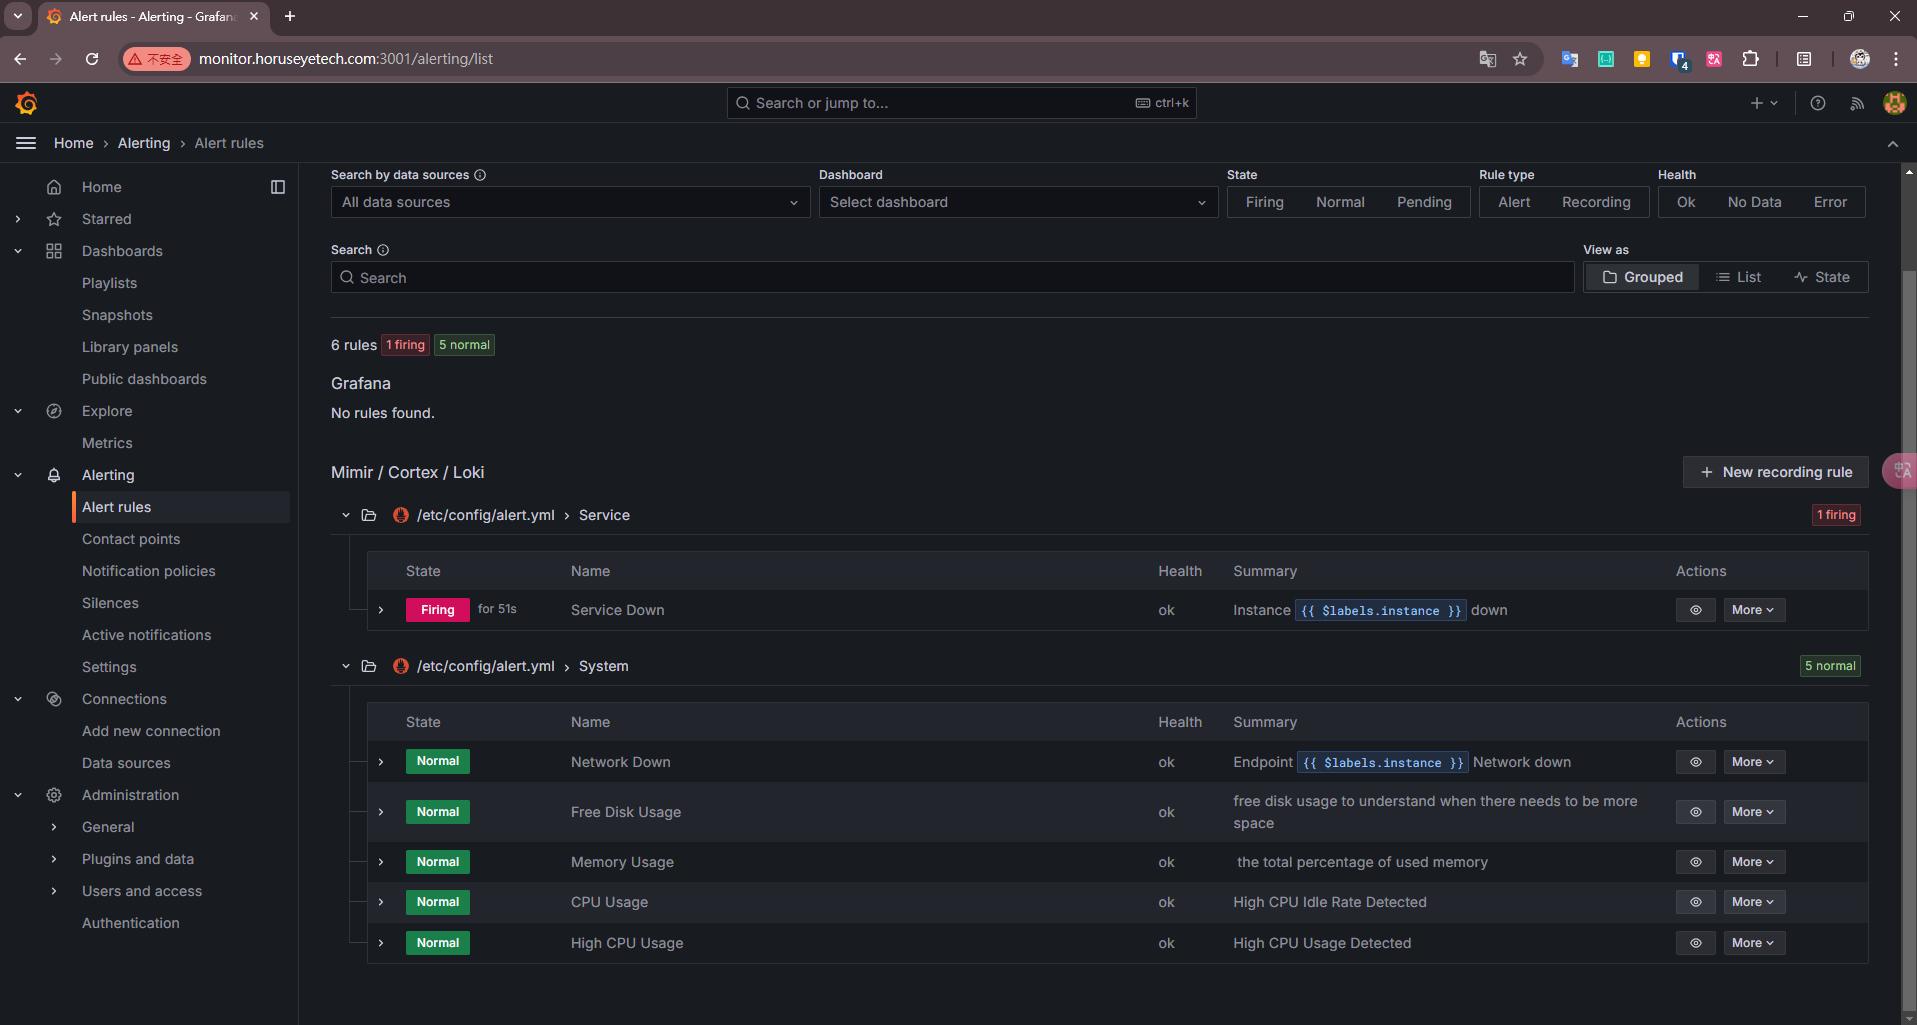 Alert rules - Alerting - Grafan
不安全
monitor.horuseyetech.com:3001/alerting/list
4
Search or jump to...
ctrl+k
Home › Alerting › Alert rules
Home
Starred
Dashboards
Playlists
Snapshots
Library panels
Public dashboards
Explore
Metrics
Alerting
Alert rules
Contact points
Notification policies
Silences
Active notifications
Settings
Connections
Add new connection
Data sources
Administration
General
Plugins and data
Users and access
Authentication
Search by data sources
All data sources
Dashboard
Select dashboard
State
Firing Normal Pending
Rule type
Alert Recording
Health
Ok No Data Error
Search
Search
View as
Grouped List State
6 rules 1 firing 5 normal
Grafana
No rules found.
Mimir / Cortex / Loki
+ New recording rule
/etc/config/alert.yml › Service
1 firing
State Name Health Summary Actions
Firing for 51s Service Down ok Instance {{ $labels.instance }} down More
/etc/config/alert.yml › System
5 normal
State Name Health Summary Actions
Normal Network Down ok Endpoint {{ $labels.instance }} Network down More
Normal Free Disk Usage ok free disk usage to understand when there needs to be more
space More
Normal Memory Usage ok the total percentage of used memory More
Normal CPU Usage ok High CPU Idle Rate Detected More
Normal High CPU Usage ok High CPU Usage Detected More